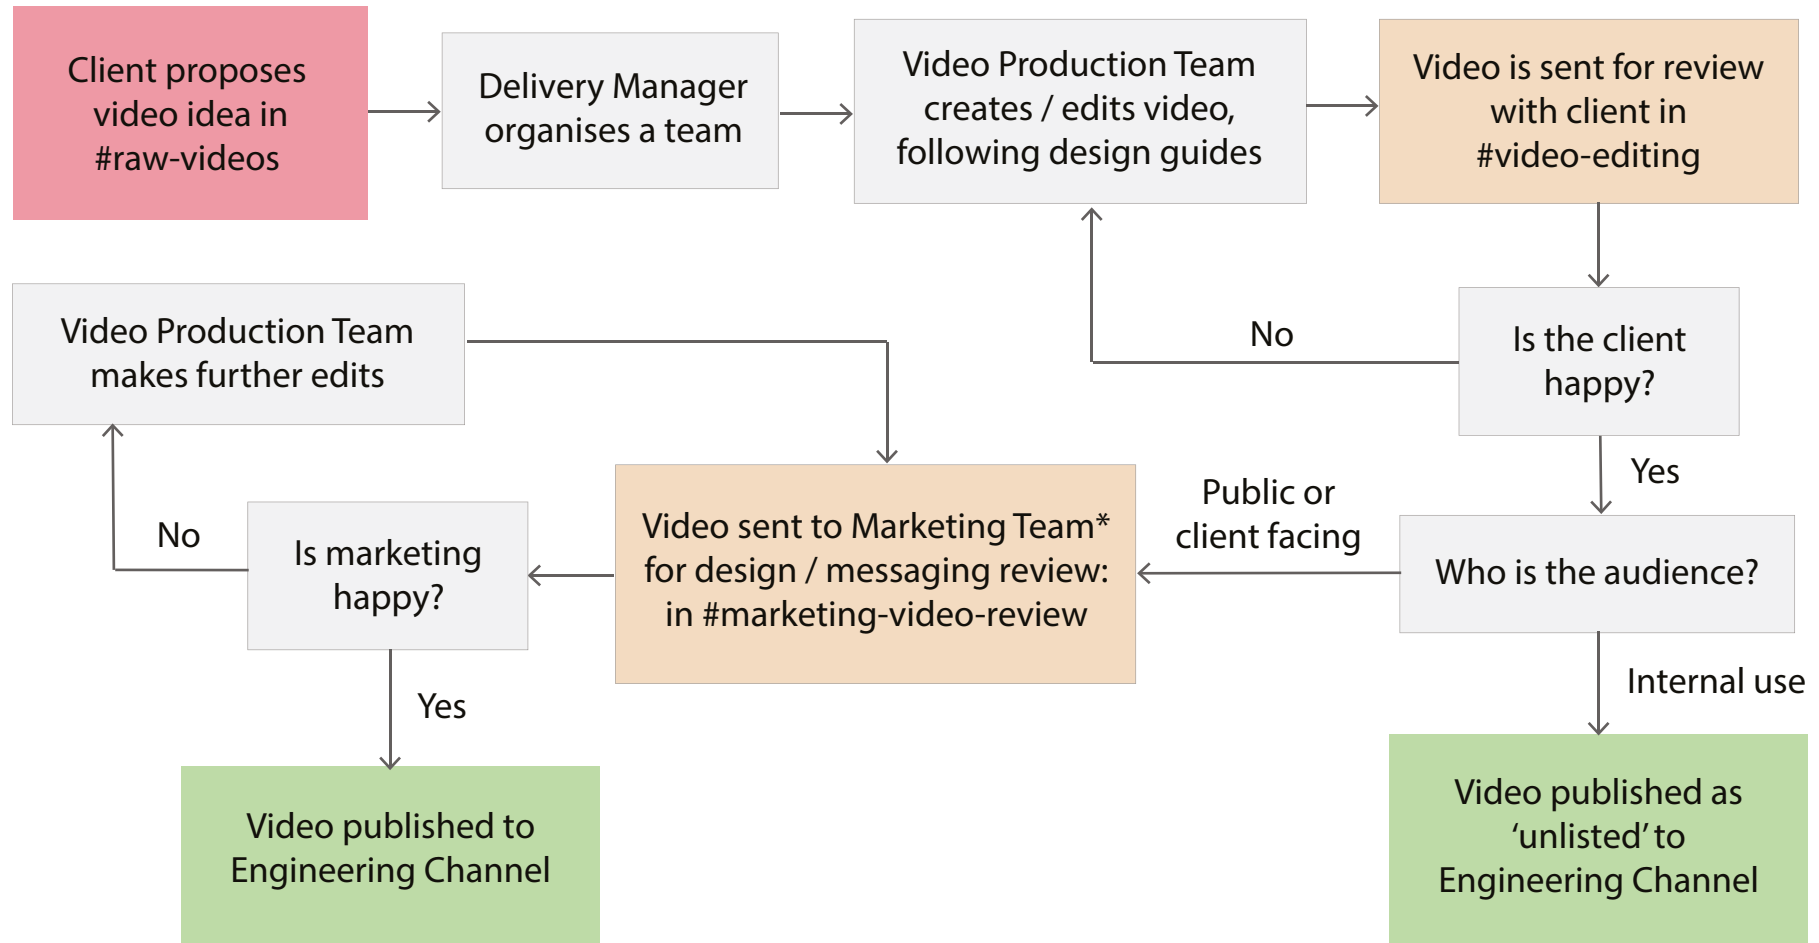 Client proposes
video idea in
#raw-videos
Delivery Manager
organises a team
Video Production Team
creates / edits video,
following design guides
Video is sent for review
with client in
#video-editing
Is the client
happy?
No
Yes
Who is the audience?
Public or
client facing
Internal use
Video published as
‘unlisted’ to
Engineering Channel
Video sent to Marketing Team*
for design / messaging review:
in #marketing-video-review
Is marketing
happy?
No
Video Production Team
makes further edits
Yes
Video published to
Engineering Channel